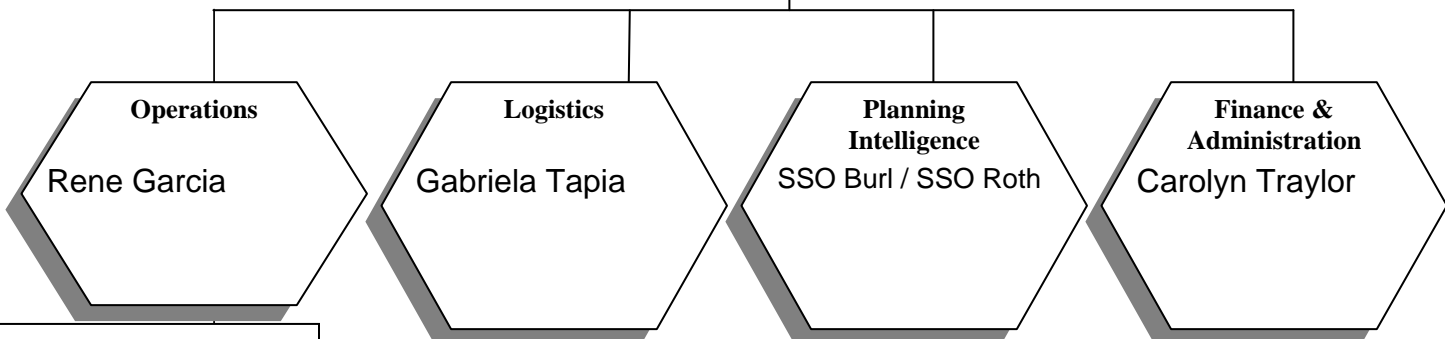 Operations
Rene Garcia
Logistics
Gabriela Tapia
Planning
Intelligence
SSO Burl / SSO Roth
Finance &
Administration
Carolyn Traylor